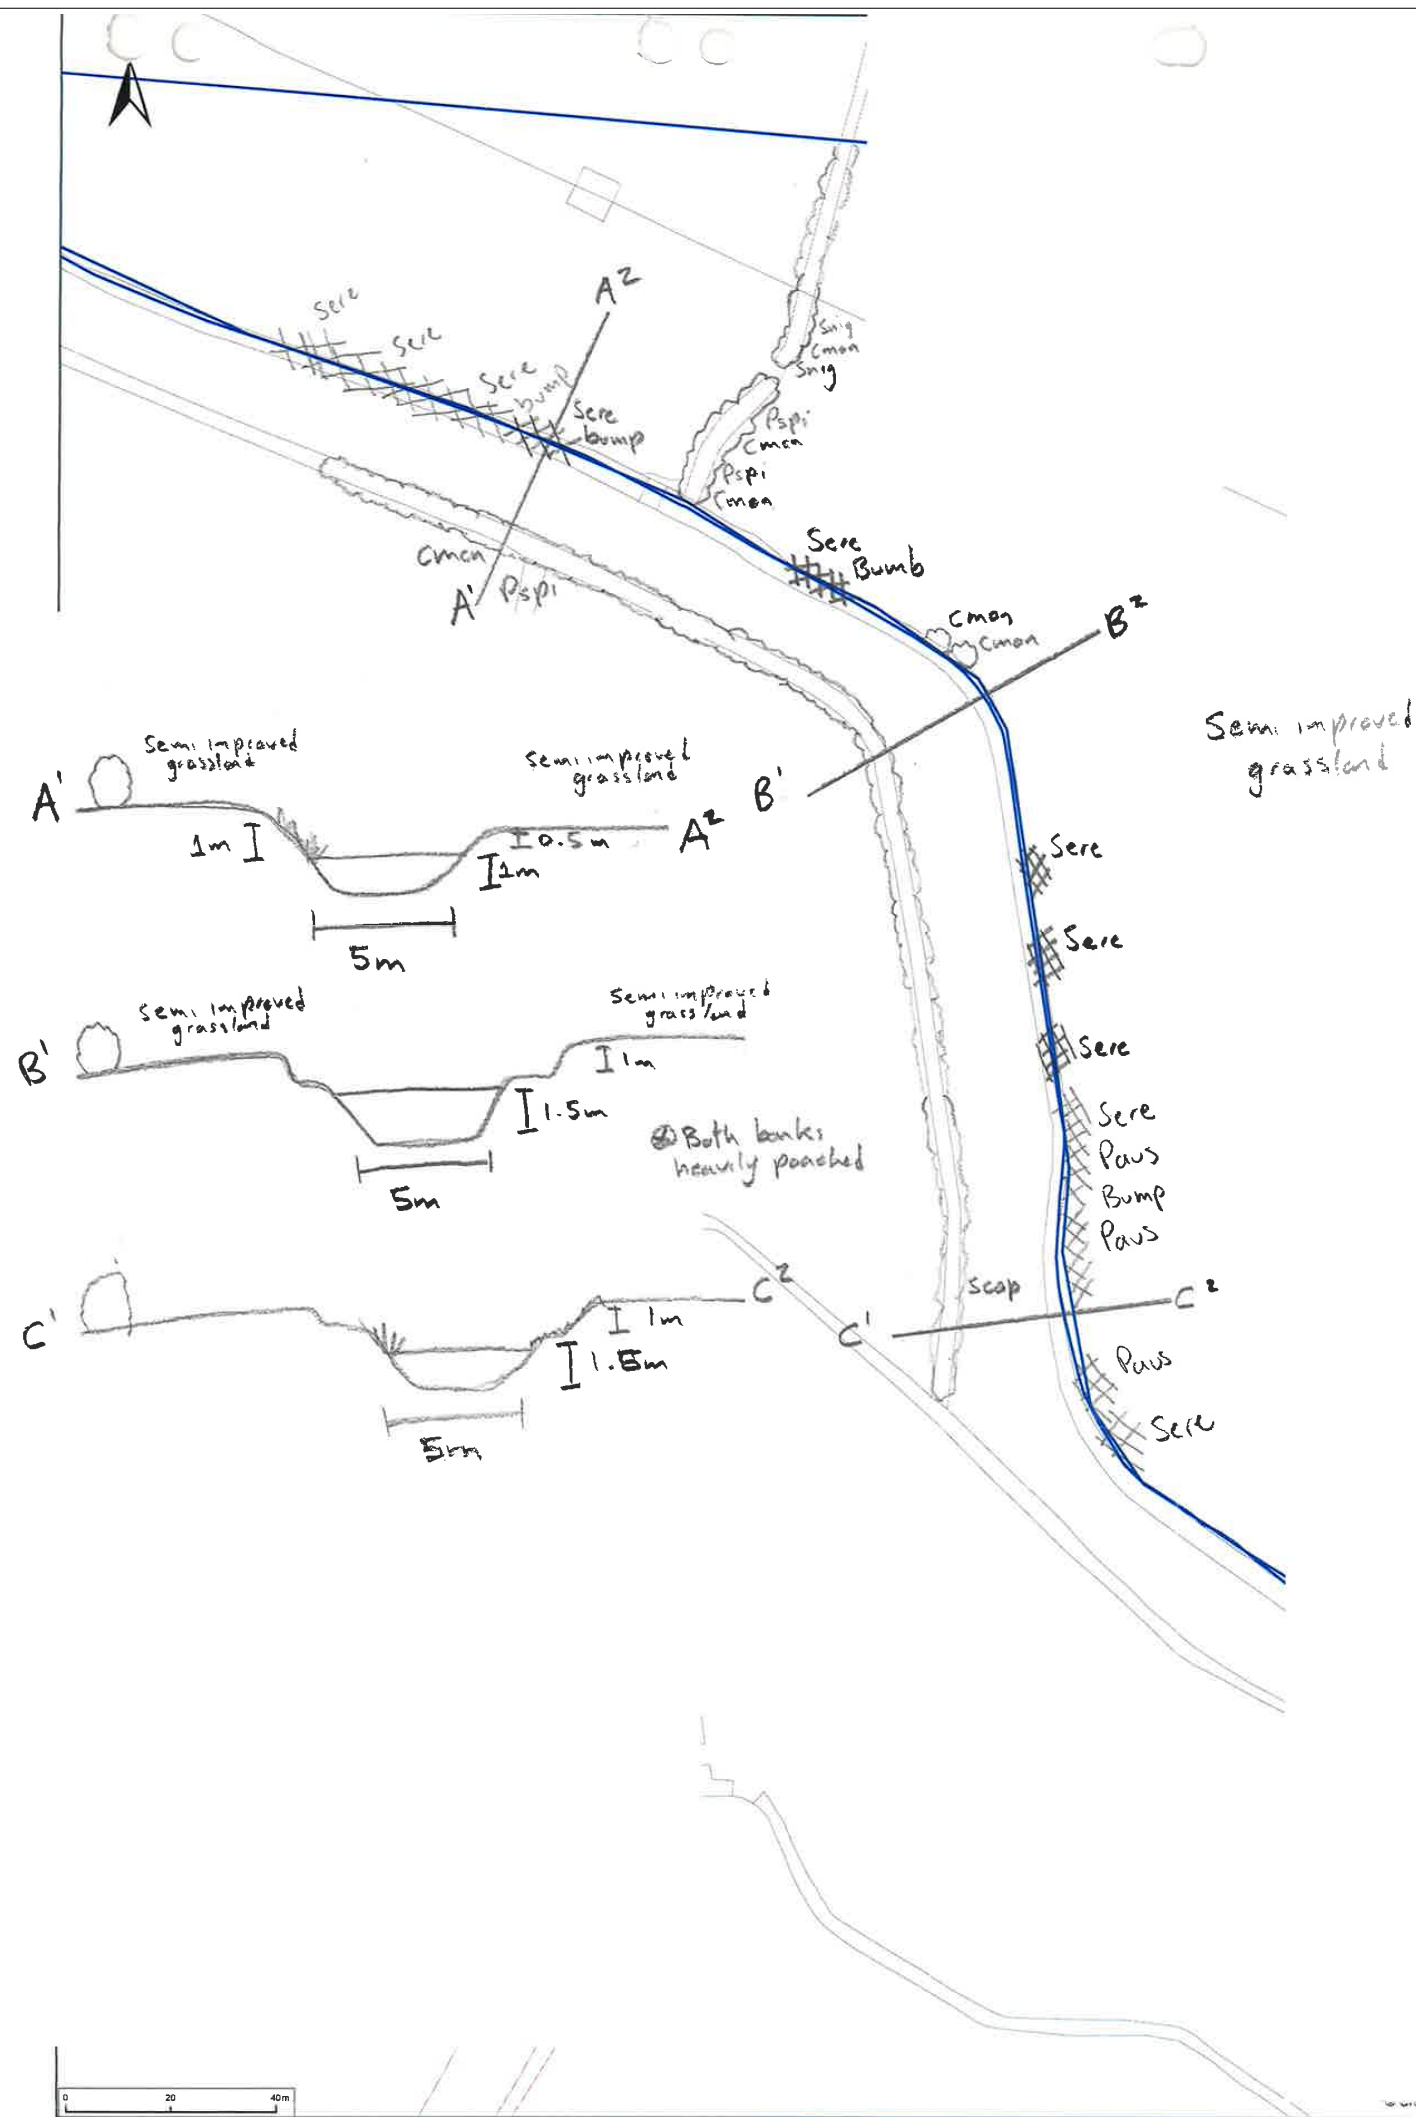 A²
Sere
Sere
Sere
bump
Sere
bump
Snig
Cmon
Snig
Pspi
Cmon
Pspi
Cmon
Cmon
A'
Pspi
Sere
Bumb
Cmon
Cmon
B²
B'
Semi improved
grassland
Semi improved
grassland
Semi improved
grassland
A'
1m
0.5m
A²
1m
5m
Sere
Sere
Sere
Semi improved
grassland
Semi improved
grassland
B'
1m
1.5m
5m
Both banks
heavily poached
Sere
Paus
Bump
Paus
C'
C²
1m
1.5m
5m
Scap
C'
C²
Paus
Sere
0 20 40m